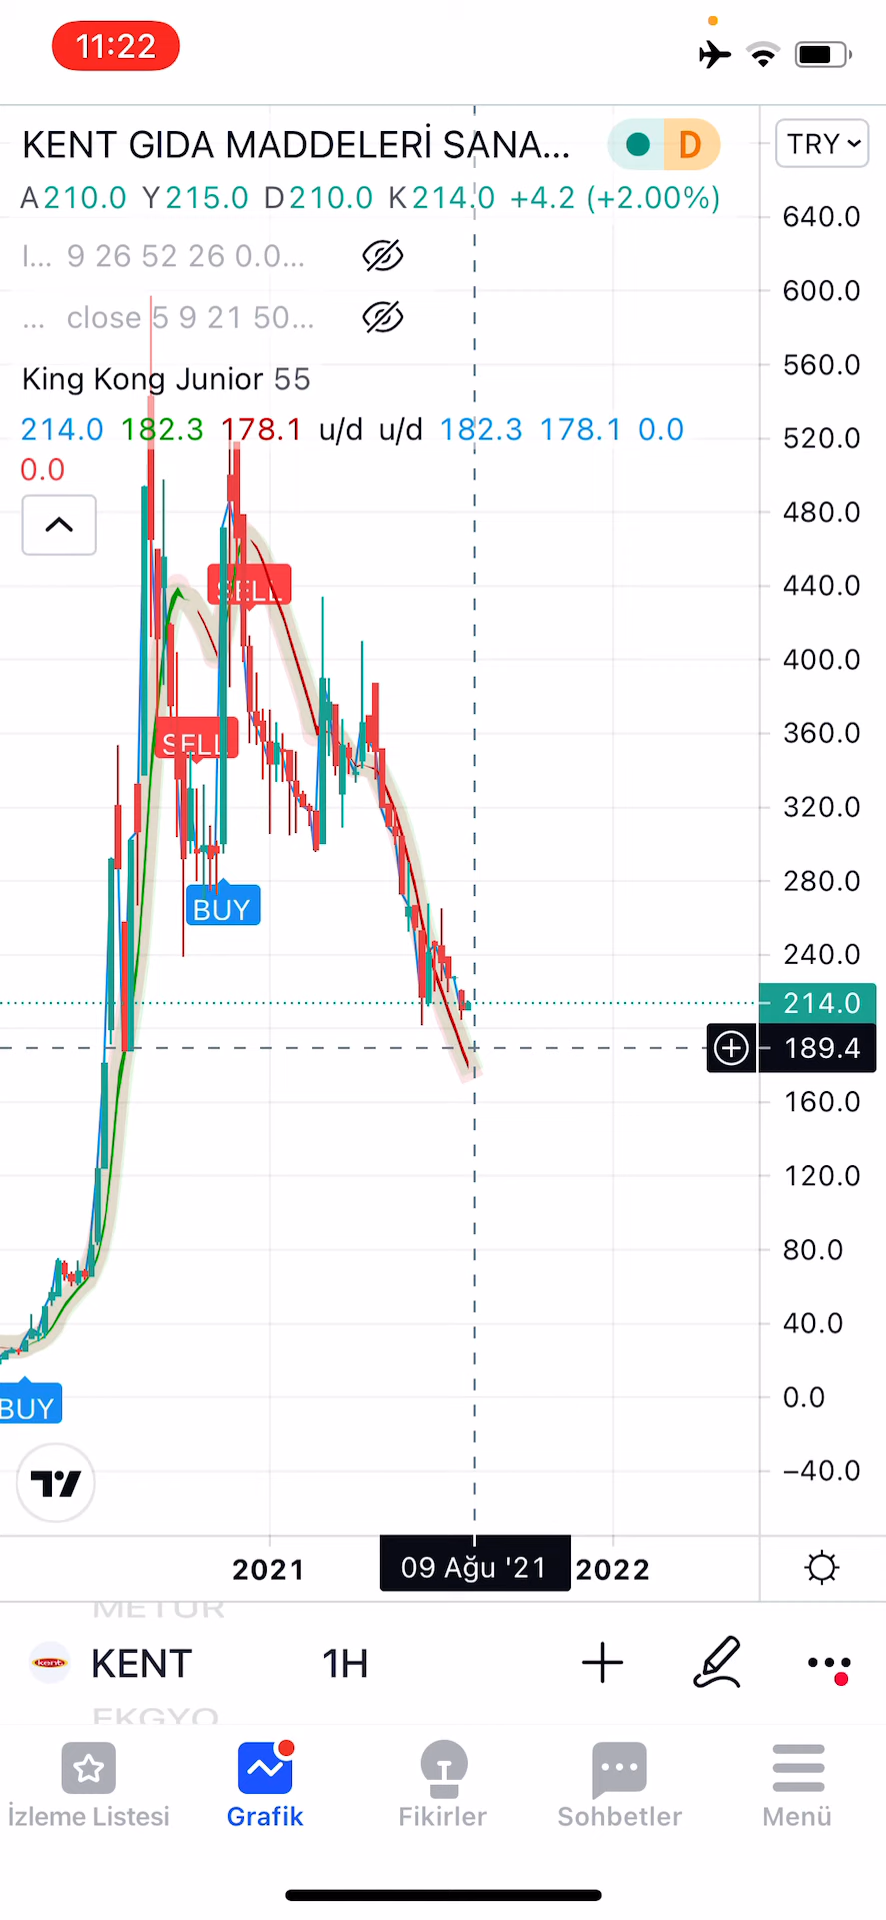 11:22
KENT GIDA MADDELERİ SANA... D TRY
A210.0 Y215.0 D210.0 K214.0 +4.2 (+2.00%)
I... 9 26 52 26 0.0...
... close 5 9 21 50...
King Kong Junior 55
214.0 182.3 178.1 u/d u/d 182.3 178.1 0.0
0.0
640.0
600.0
560.0
520.0
480.0
440.0
400.0
360.0
320.0
280.0
240.0
214.0
189.4
160.0
120.0
80.0
40.0
0.0
−40.0
SELL
SELL
BUY
BUY
2021 09 Ağu '21 2022
METUR
kent KENT 1H
EKGYO
İzleme Listesi Grafik Fikirler Sohbetler Menü